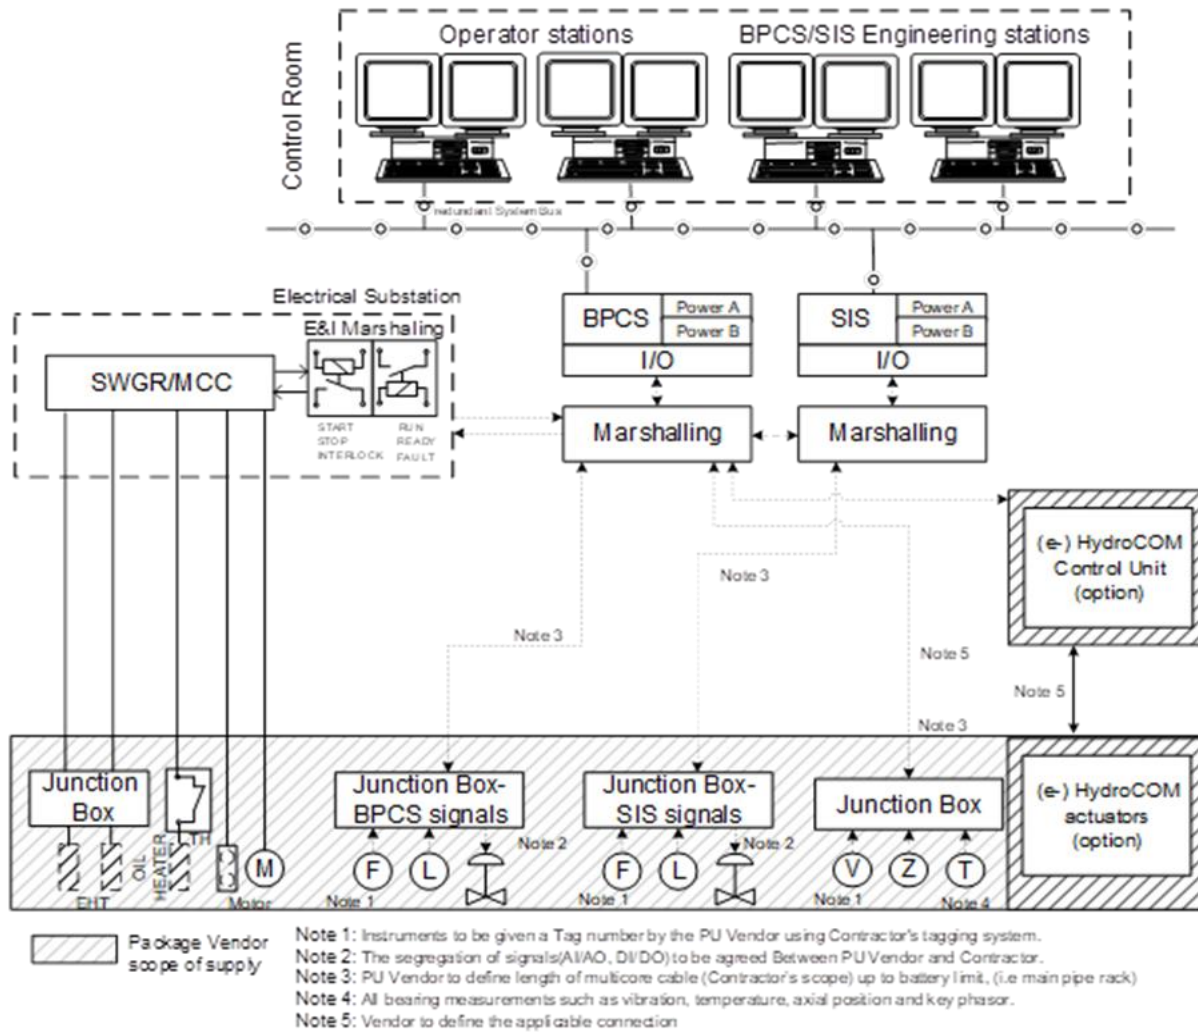 Operator stations
BPCS/SIS Engineering stations
Control Room
redundant System Bus
Electrical Substation
E&I Marshaling
SWGR/MCC
START
STOP
INTERLOCK
RUN
READY
FAULT
BPCS
Power A
Power B
I/O
SIS
Power A
Power B
I/O
Marshalling
Marshalling
(e-) HydroCOM
Control Unit
(option)
Note 3
Note 3
Note 5
Note 5
Note 3
Junction
Box
TH
OIL
HEATER
EHT
M
Motor
Junction Box-
BPCS signals
F
L
Note 2
Note 1
Junction Box-
SIS signals
F
L
Note 2
Note 1
Junction Box
V
Z
T
Note 1
Note 4
(e-) HydroCOM
actuators
(option)
Package Vendor
scope of supply
Note 1: Instruments to be given a Tag number by the PU Vendor using Contractor's tagging system.
Note 2: The segregation of signals(AI/AO, DI/DO) to be agreed Between PU Vendor and Contractor.
Note 3: PU Vendor to define length of multicore cable (Contractor's scope) up to battery limit, (i.e main pipe rack)
Note 4: All bearing measurements such as vibration, temperature, axial position and key phasor.
Note 5: Vendor to define the applicable connection